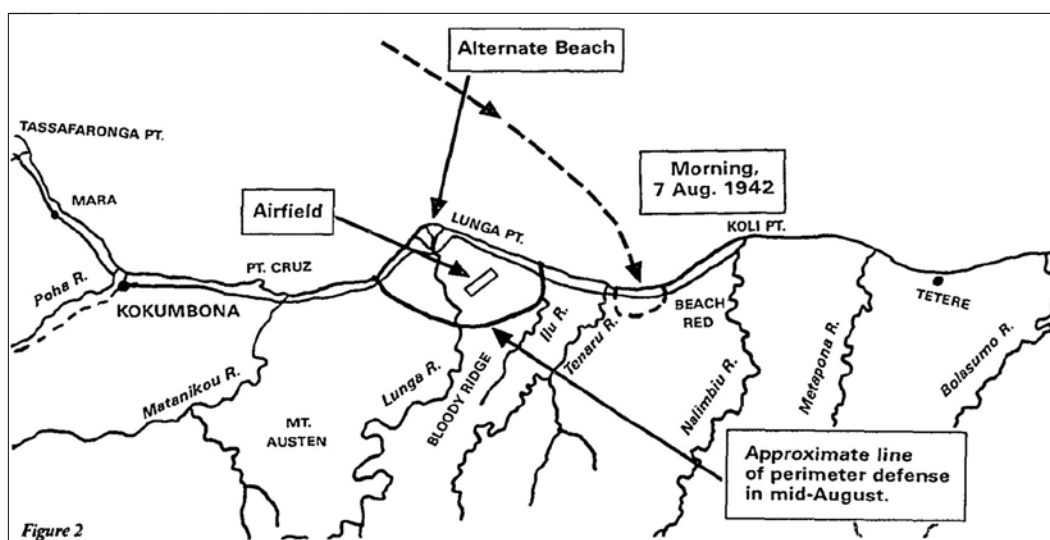 Alternate Beach
TASSAFARONGA PT.
Morning,
7 Aug. 1942
MARA
Airfield
LUNGA PT.
KOLI PT.
PT. CRUZ
Poha R.
KOKUMBONA
BEACH
RED
TETERE
Ilu R.
Tenaru R.
Matanikou R.
Lunga R.
BLOODY RIDGE
Nalimbiu R.
Metapona R.
Bolasumo R.
MT.
AUSTEN
Approximate line
of perimeter defense
in mid-August.
Figure 2